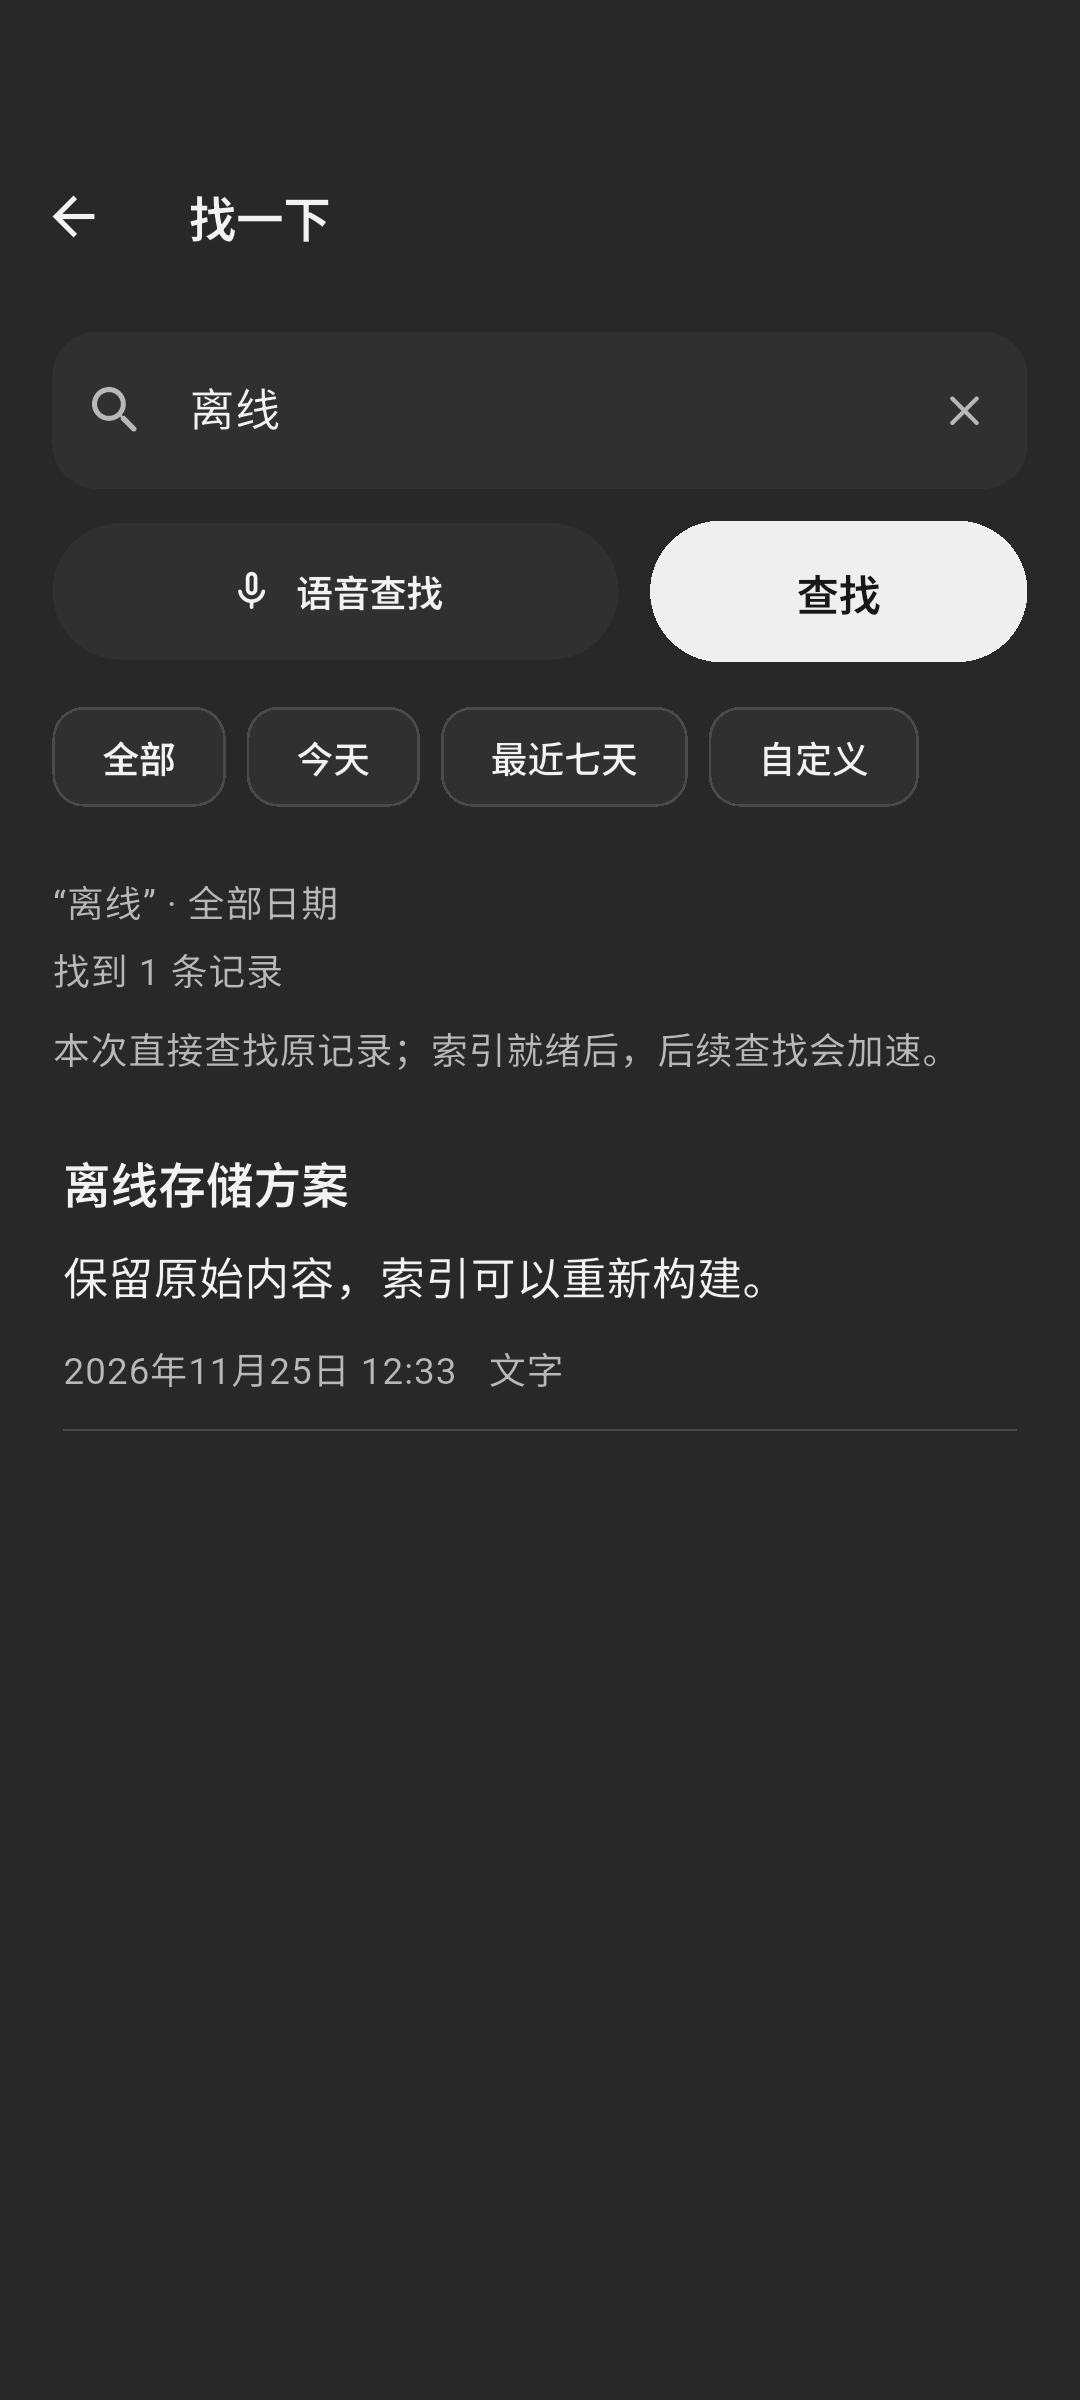 找一下
离线
语音查找
查找
全部 今天 最近七天 自定义
“离线” · 全部日期
找到 1 条记录
本次直接查找原记录；索引就绪后，后续查找会加速。
离线存储方案
保留原始内容，索引可以重新构建。
2026年11月25日 12:33 文字